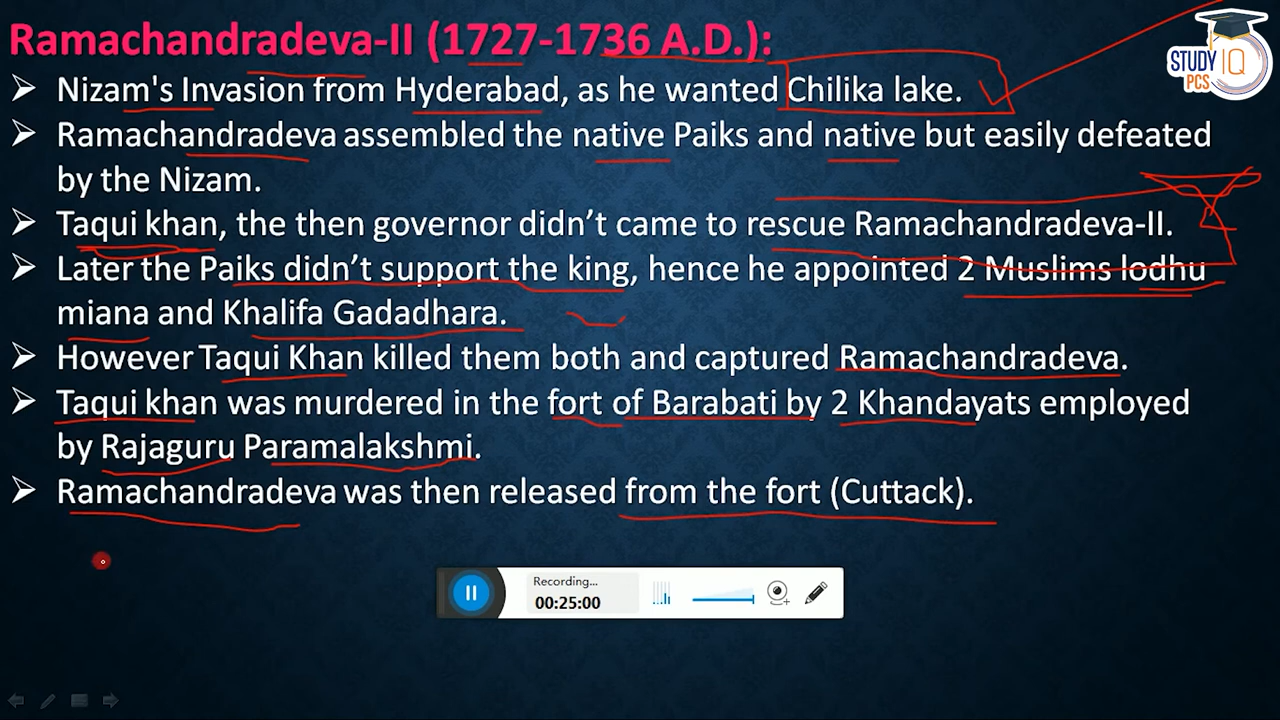 Ramachandradeva-II (1727-1736 A.D.):
STUDY IQ
PCS
➢ Nizam's Invasion from Hyderabad, as he wanted Chilika lake.
➢ Ramachandradeva assembled the native Paiks and native but easily defeated
by the Nizam.
➢ Taqui khan, the then governor didn’t came to rescue Ramachandradeva-II.
➢ Later the Paiks didn’t support the king, hence he appointed 2 Muslims lodhu
miana and Khalifa Gadadhara.
➢ However Taqui Khan killed them both and captured Ramachandradeva.
➢ Taqui khan was murdered in the fort of Barabati by 2 Khandayats employed
by Rajaguru Paramalakshmi.
➢ Ramachandradeva was then released from the fort (Cuttack).
Recording...
00:25:00